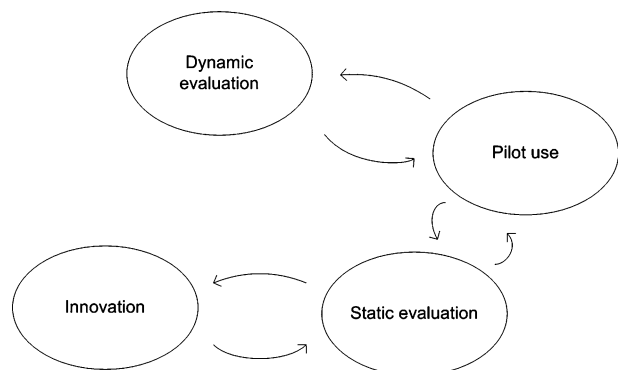 Dynamic
evaluation
Pilot use
Innovation
Static evaluation